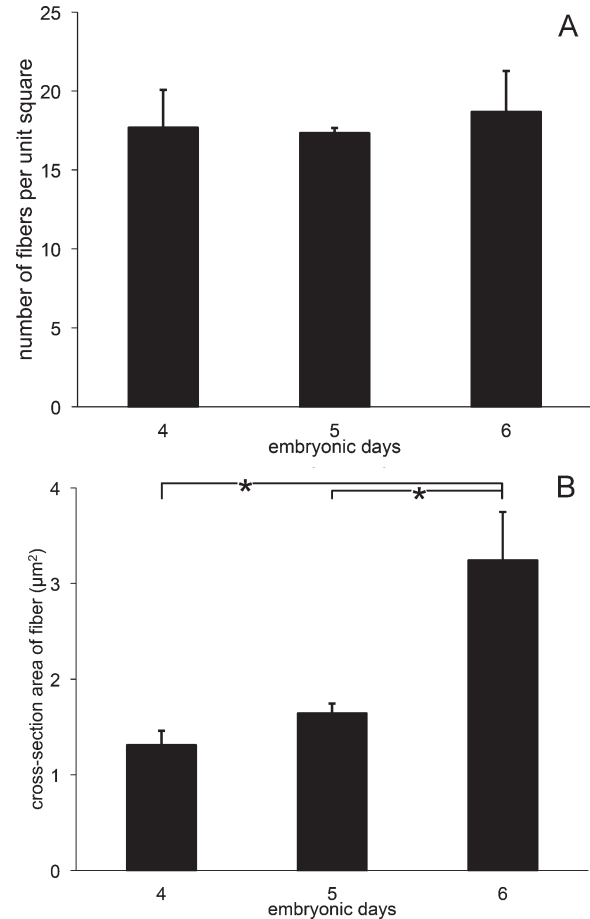 A
number of fibers per unit square
25
20
15
10
5
0
4 5 6
embryonic days
B
* *
cross-section area of fiber (µm²)
4
3
2
1
0
4 5 6
embryonic days